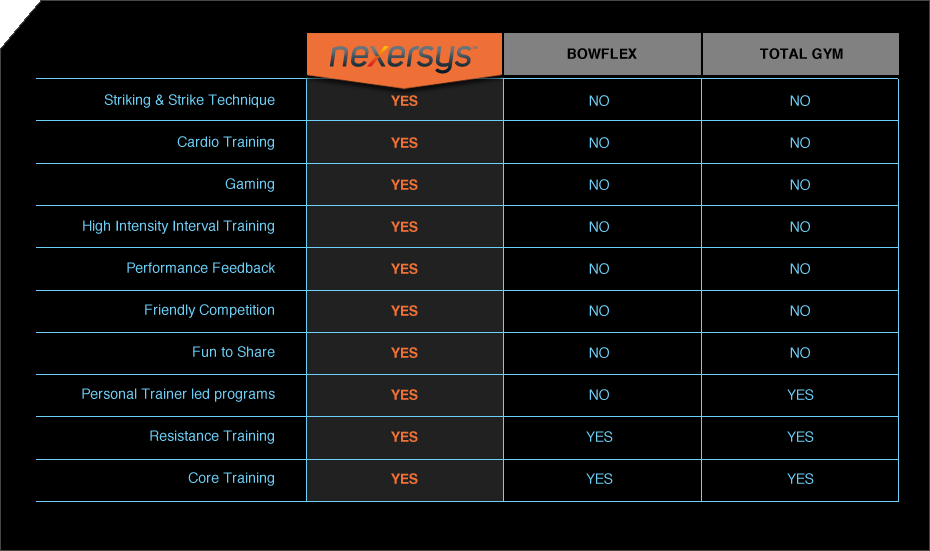 nexersys™ BOWFLEX TOTAL GYM
Striking & Strike Technique YES NO NO
Cardio Training YES NO NO
Gaming YES NO NO
High Intensity Interval Training YES NO NO
Performance Feedback YES NO NO
Friendly Competition YES NO NO
Fun to Share YES NO NO
Personal Trainer led programs YES NO YES
Resistance Training YES YES YES
Core Training YES YES YES